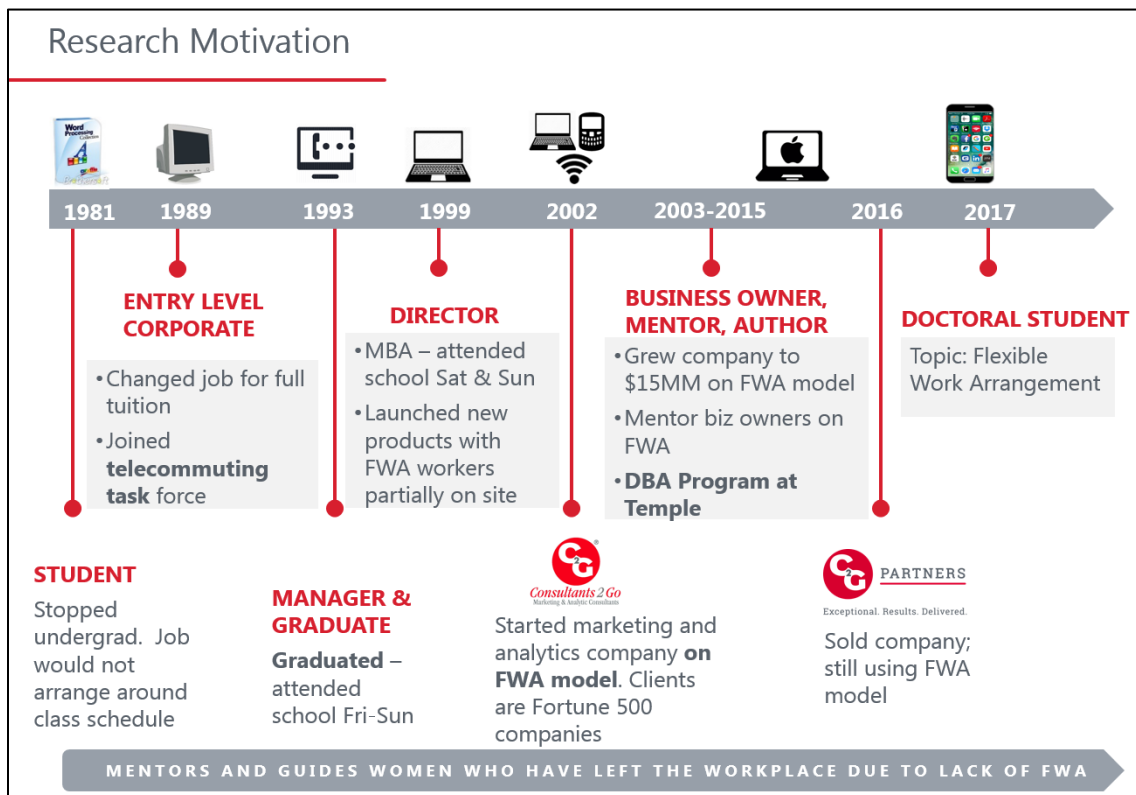 Research Motivation
Word
Processing
Collection
1981
1989
1993
1999
2002
2003-2015
2016
2017
ENTRY LEVEL
CORPORATE
•Changed job for full
tuition
•Joined
telecommuting
task force
DIRECTOR
•MBA – attended
school Sat & Sun
•Launched new
products with
FWA workers
partially on site
BUSINESS OWNER,
MENTOR, AUTHOR
•Grew company to
$15MM on FWA model
•Mentor biz owners on
FWA
•DBA Program at
Temple
DOCTORAL STUDENT
Topic: Flexible
Work Arrangement
STUDENT
Stopped
undergrad.  Job
would not
arrange around
class schedule
MANAGER &
GRADUATE
Graduated –
attended
school Fri-Sun
C2G®
Consultants 2 Go
Marketing & Analytic Consultants
Started marketing and
analytics company on
FWA model. Clients
are Fortune 500
companies
C2G PARTNERS
Exceptional. Results. Delivered.
Sold company;
still using FWA
model
MENTORS AND GUIDES WOMEN WHO HAVE LEFT THE WORKPLACE DUE TO LACK OF FWA